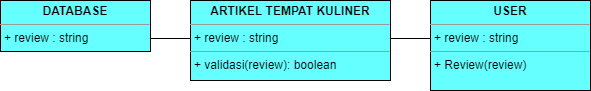 DATABASE
+ review : string
ARTIKEL TEMPAT KULINER
+ review : string
+ validasi(review): boolean
USER
+ review : string
+ Review(review)